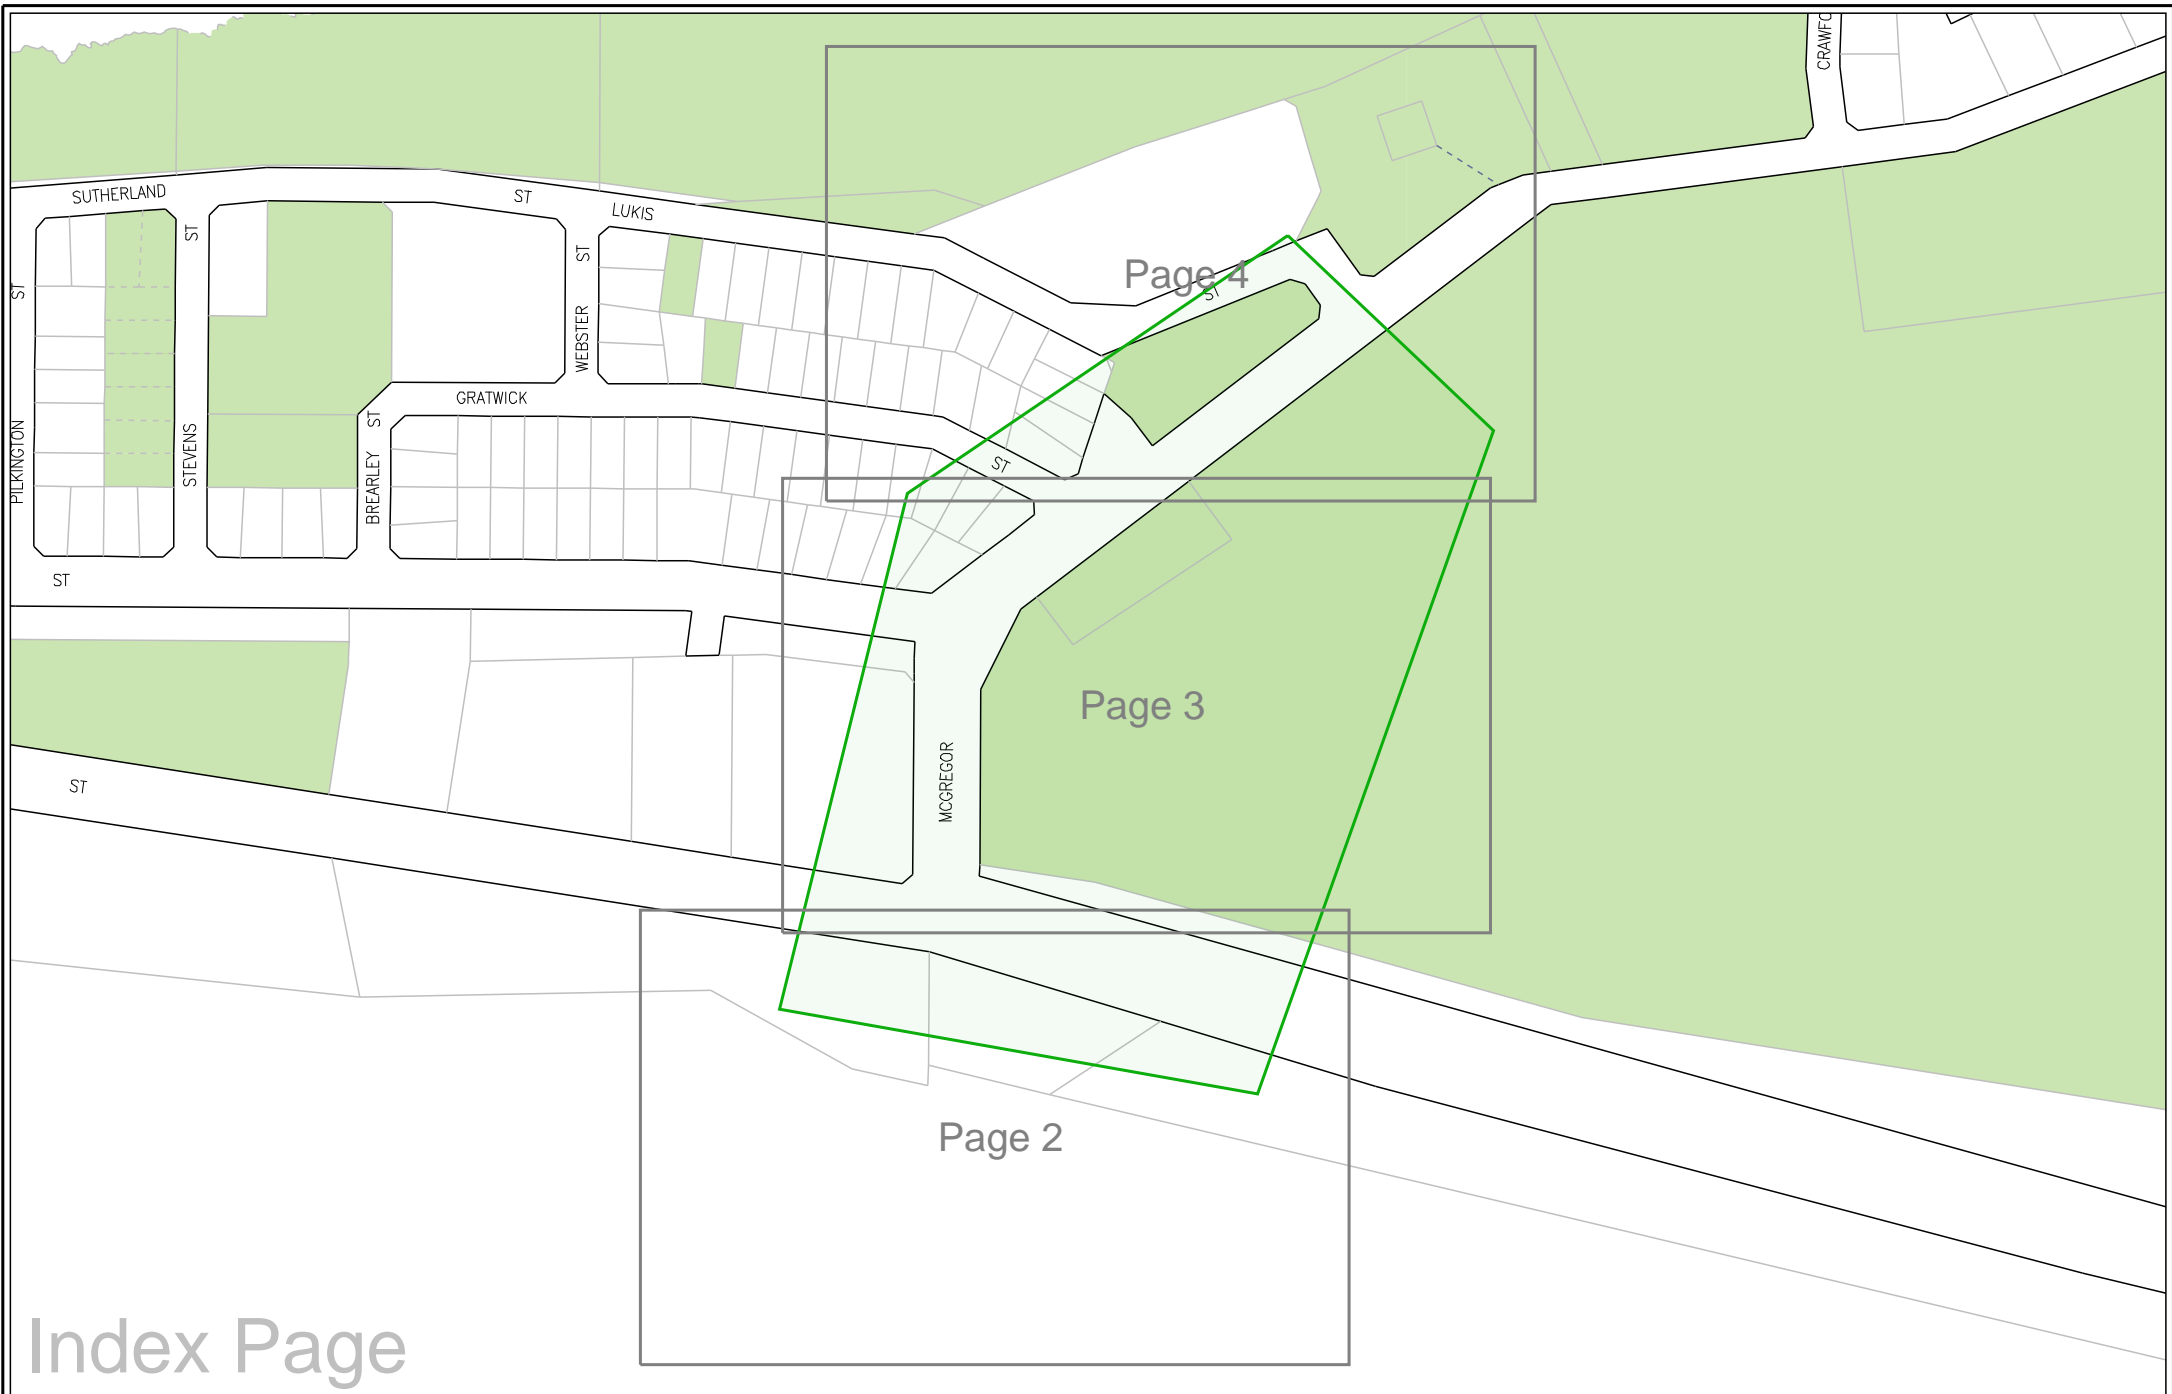 CRAWFO
SUTHERLAND
ST
LUKIS
ST
ST
ST
Page 4
ST
WEBSTER
GRATWICK
ST
PILKINGTON
STEVENS
BREARLEY
ST
ST
Page 3
MCGREGOR
ST
Page 2
Index Page